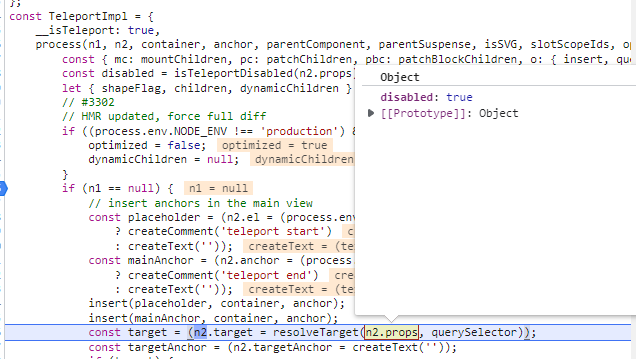 };
const TeleportImpl = {
__isTeleport: true,
process(n1, n2, container, anchor, parentComponent, parentSuspense, isSVG, slotScopeIds, op
const { mc: mountChildren, pc: patchChildren, pbc: patchBlockChildren, o: { insert, que
const disabled = isTeleportDisabled(n2.props)
let { shapeFlag, children, dynamicChildren }
// #3302
// HMR updated, force full diff
if ((process.env.NODE_ENV !== 'production') &
optimized = false; optimized = true
dynamicChildren = null; dynamicChildren
}
if (n1 == null) { n1 = null
// insert anchors in the main view
const placeholder = (n2.el = (process.env
? createComment('teleport start') c
: createText('')); createText = (te
const mainAnchor = (n2.anchor = (process
? createComment('teleport end') cre
: createText('')); createText = (te
insert(placeholder, container, anchor);
insert(mainAnchor, container, anchor);
const target = (n2.target = resolveTarget(n2.props, querySelector));
const targetAnchor = (n2.targetAnchor = createText(''));
Object
disabled: true
[[Prototype]]: Object